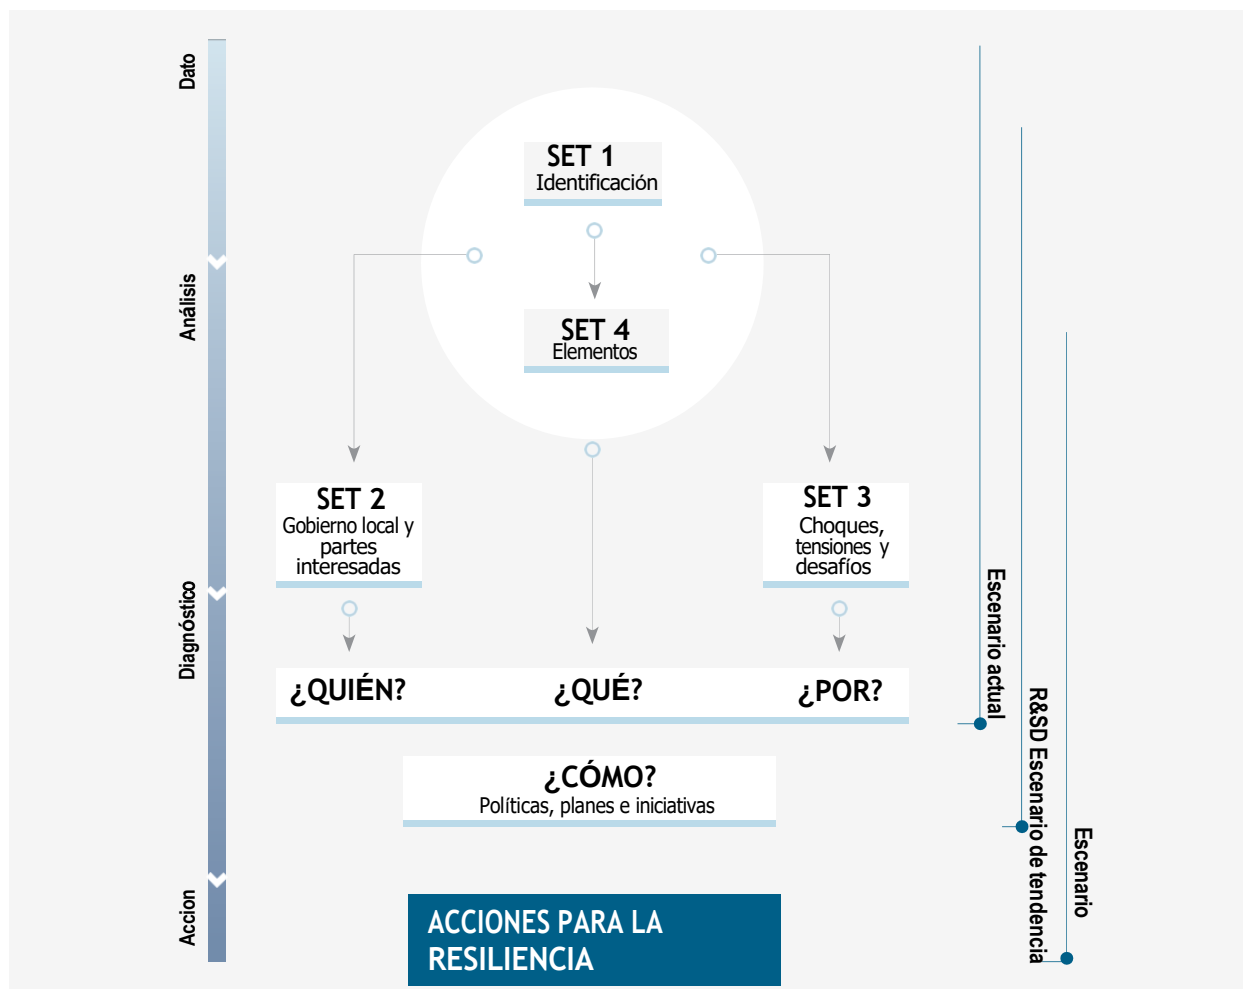 Dato
Análisis
Diagnóstico
Accion
SET 1
Identificación
SET 4
Elementos
SET 2
Gobierno local y
partes
interesadas
SET 3
Choques,
tensiones y
desafíos
¿QUIÉN?
¿QUÉ?
¿POR?
¿CÓMO?
Políticas, planes e iniciativas
ACCIONES PARA LA
RESILIENCIA
Escenario actual
R&SD Escenario de tendencia
Escenario